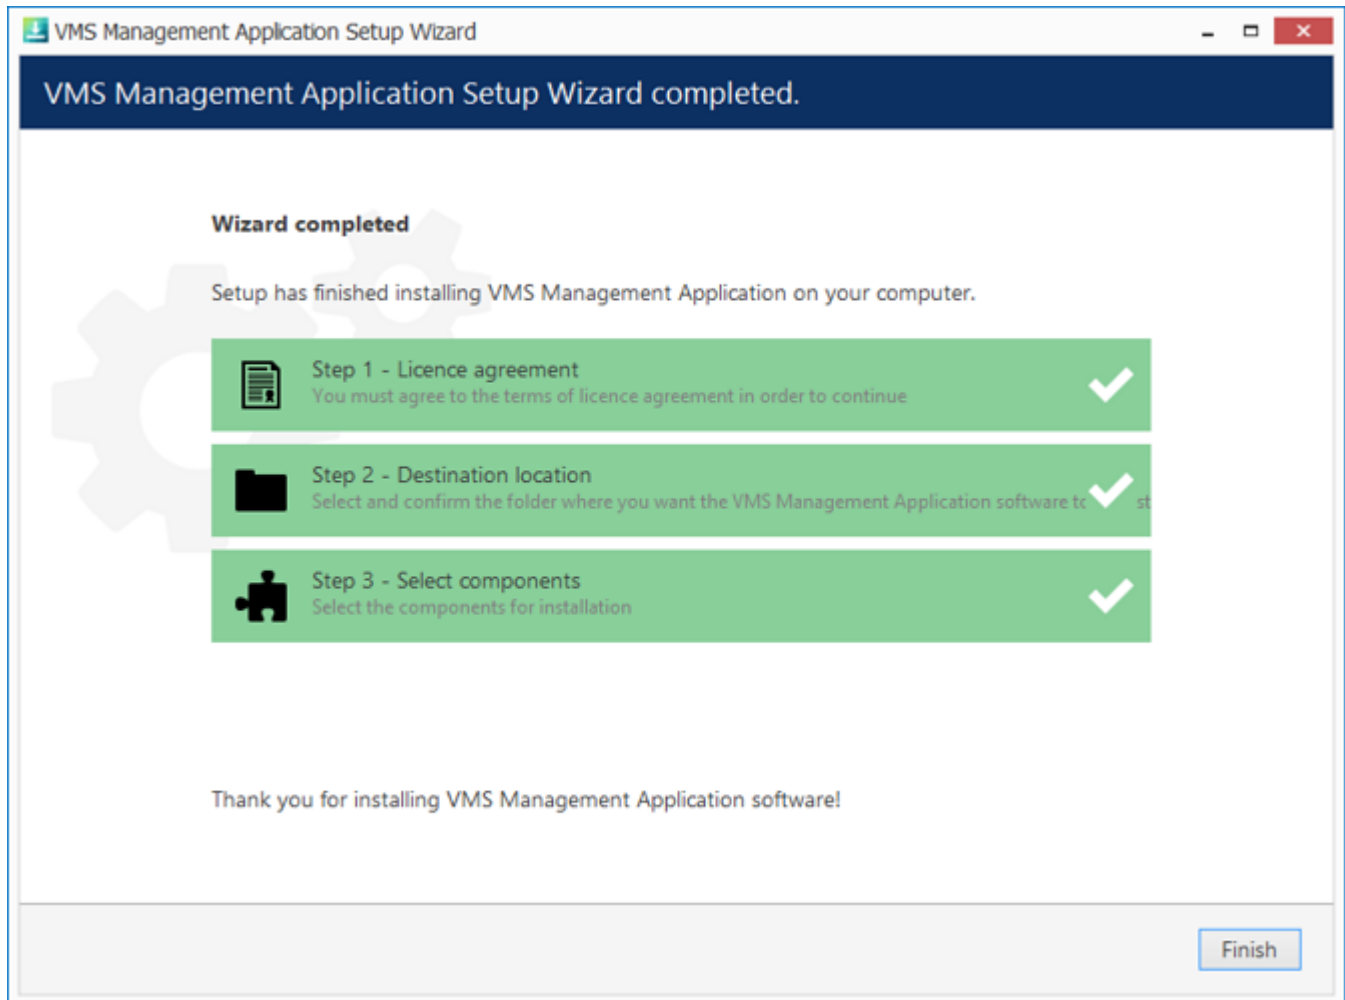 VMS Management Application Setup Wizard
VMS Management Application Setup Wizard completed.
Wizard completed
Setup has finished installing VMS Management Application on your computer.
Step 1 - Licence agreement
You must agree to the terms of licence agreement in order to continue
Step 2 - Destination location
Select and confirm the folder where you want the VMS Management Application software
Step 3 - Select components
Select the components for installation
Thank you for installing VMS Management Application software!
Finish